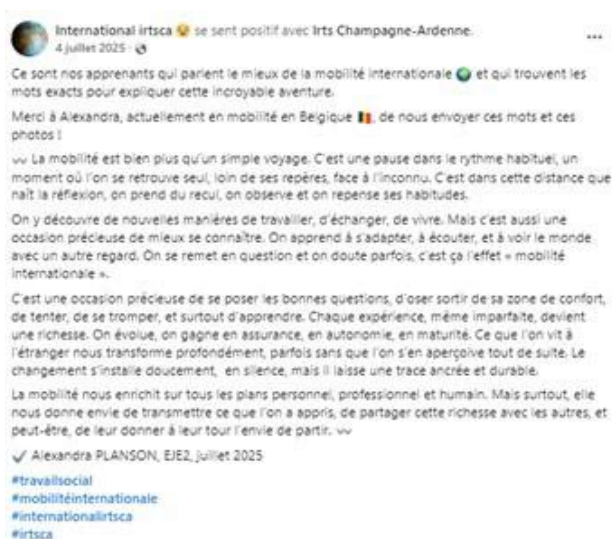 International irtsca 😉 se sent positif avec Irts Champagne-Ardenne.
4 juillet 2025 ·
Ce sont nos apprenants qui parlent le mieux de la mobilité internationale 🌍 et qui trouvent les
mots exacts pour expliquer cette incroyable aventure.
Merci à Alexandra, actuellement en mobilité en Belgique 🇧🇪, de nous envoyer ces mots et ces
photos !
〰 La mobilité est bien plus qu'un simple voyage. C'est une pause dans le rythme habituel, un
moment où l'on se retrouve seul, loin de ses repères, face à l'inconnu. C'est dans cette distance que
naît la réflexion, on prend du recul, on observe et on repense ses habitudes.
On y découvre de nouvelles manières de travailler, d'échanger, de vivre. Mais c'est aussi une
occasion précieuse de mieux se connaître. On apprend à s'adapter, à écouter, et à voir le monde
avec un autre regard. On se remet en question et on doute parfois, c'est ça l'effet « mobilité
internationale ».
C'est une occasion précieuse de se poser les bonnes questions, d'oser sortir de sa zone de confort,
de tenter, de se tromper, et surtout d'apprendre. Chaque expérience, même imparfaite, devient
une richesse. On évolue, on gagne en assurance, en autonomie, en maturité. Ce que l'on vit à
l'étranger nous transforme profondément, parfois sans que l'on s'en aperçoive tout de suite. Le
changement s'installe doucement, en silence, mais il laisse une trace ancrée et durable.
La mobilité nous enrichit sur tous les plans personnel, professionnel et humain. Mais surtout, elle
nous donne envie de transmettre ce que l'on a appris, de partager cette richesse avec les autres, et
peut-être, de leur donner à leur tour l'envie de partir. 〰
✓ Alexandra PLANSON, EJE2, juillet 2025
#travailsocial
#mobilitéinternationale
#internationalirtsca
#irtsca